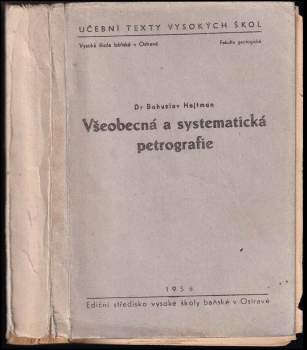 UČEBNÍ TEXTY VYSOKÝCH ŠKOL
Vysoká škola báňská v Ostravě Fakulta geologická
Dr Bohuslav Hejtman
Všeobecná a systematická
petrografie
1956
Ediční středisko vysoké školy báňské v Ostravě